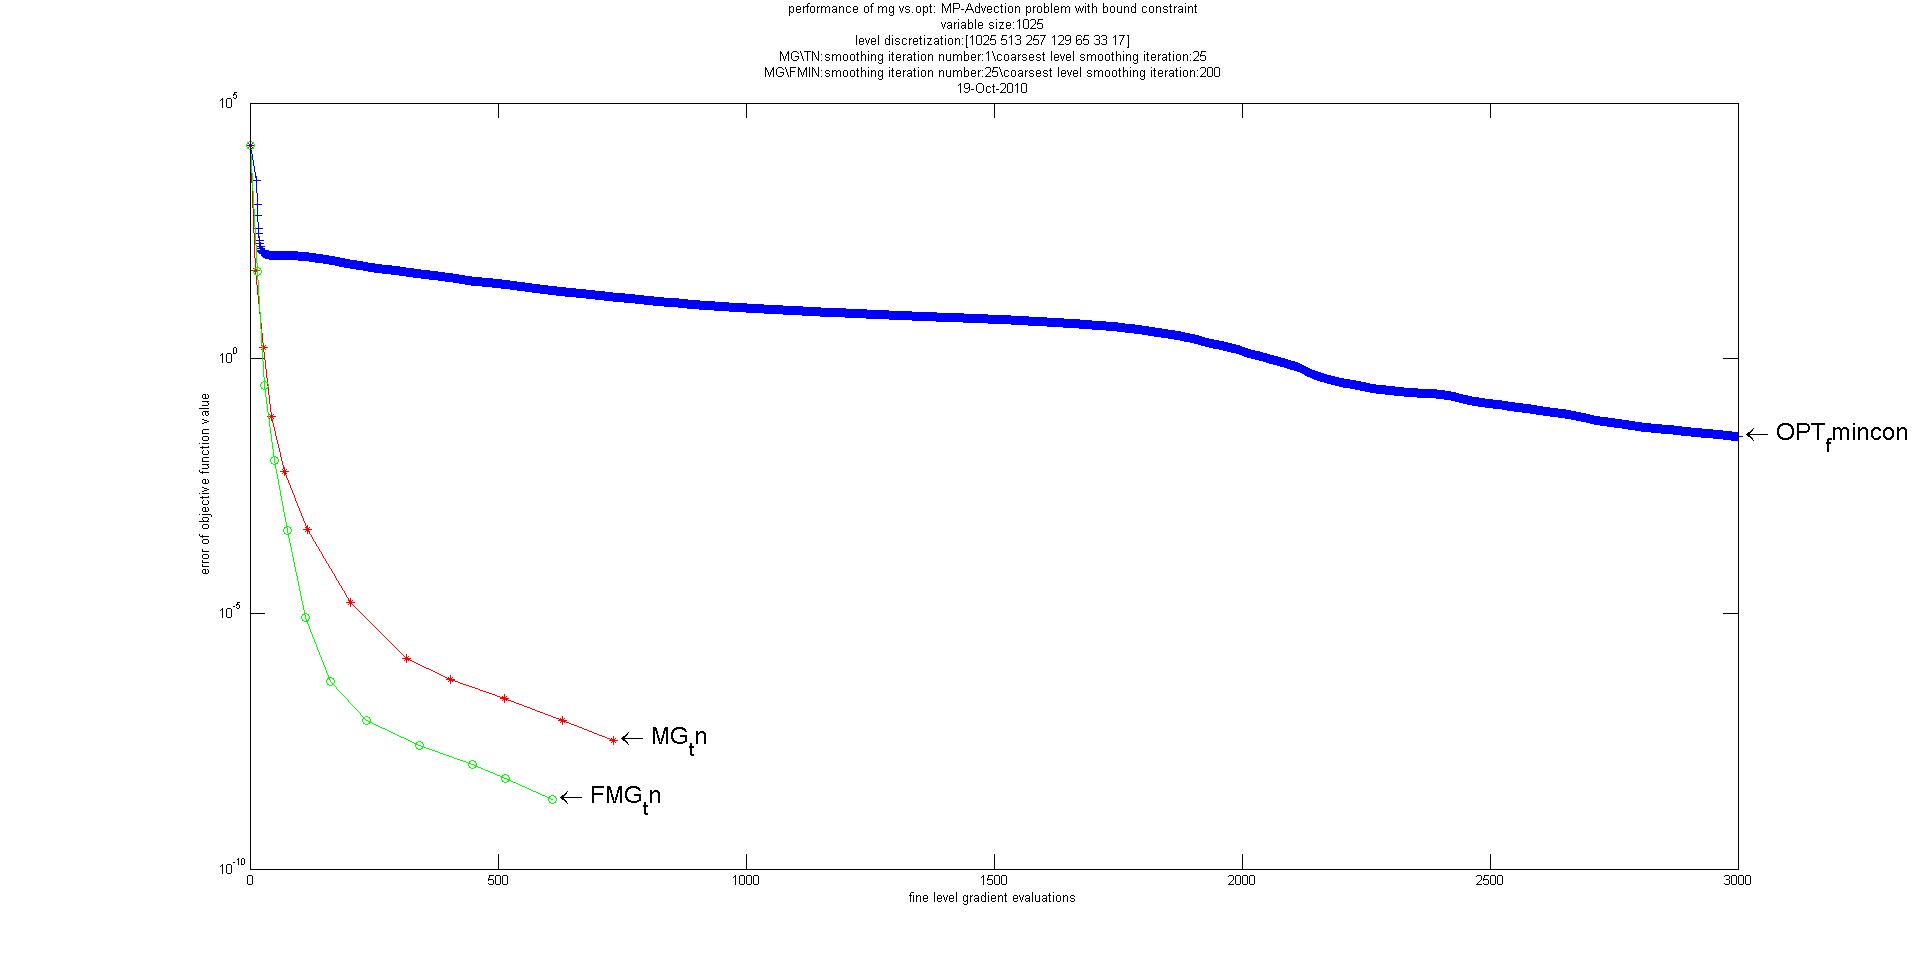 performance of mg vs.opt: MP-Advection problem with bound constraint
variable size:1025
level discretization:[1025 513 257 129 65 33 17]
MG\TN:smoothing iteration number:1\coarsest level smoothing iteration:25
MG\FMIN:smoothing iteration number:25\coarsest level smoothing iteration:200
19-Oct-2010
10^5
10^0
10^-5
10^-10
error of objective function value
OPT_fmincon
MG_tn
FMG_tn
0 500 1000 1500 2000 2500 3000
fine level gradient evaluations